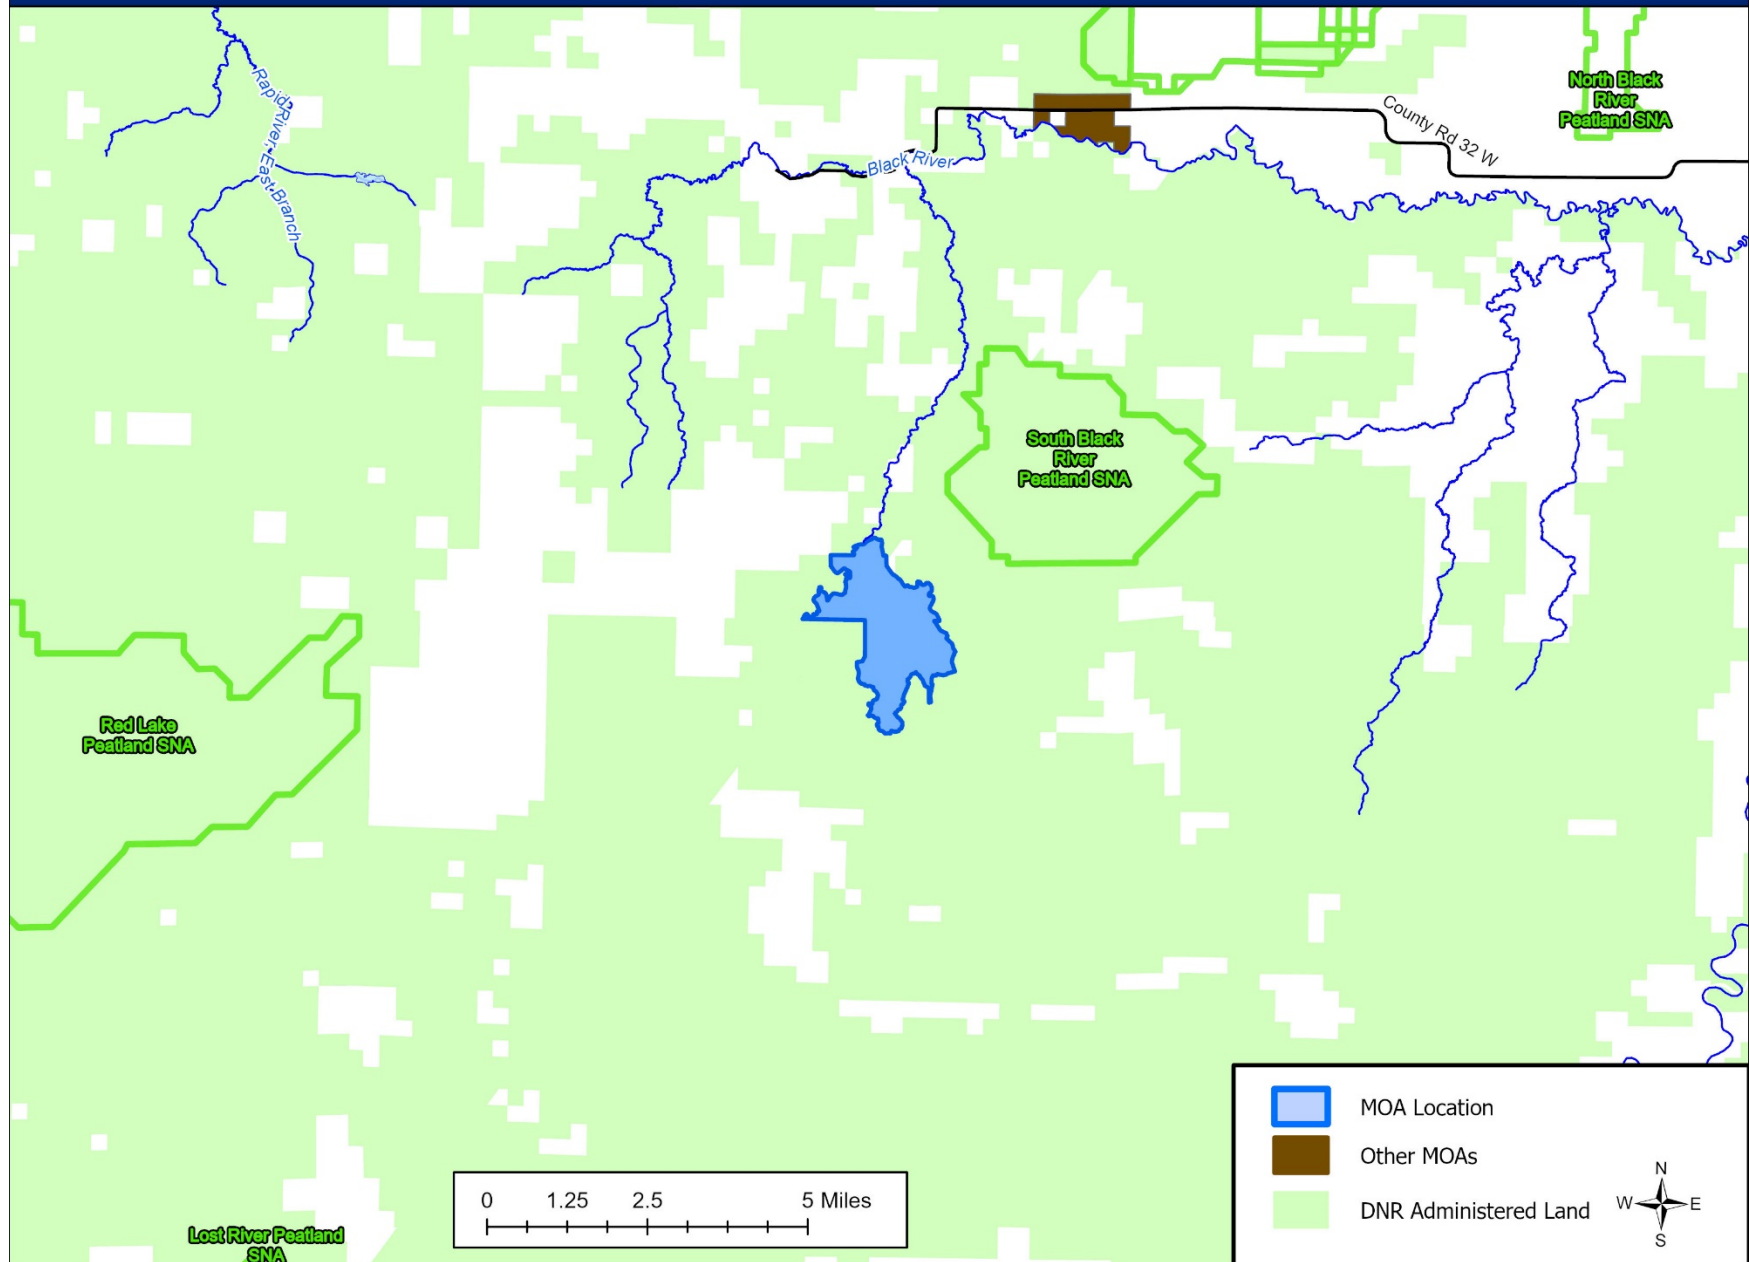 Rapid River, East Branch
Black River
County Rd 32 W
North Black
River
Peatland SNA
South Black
River
Peatland SNA
Red Lake
Peatland SNA
Lost River Peatland
SNA
0 1.25 2.5 5 Miles
MOA Location
Other MOAs
DNR Administered Land
N
W E
S